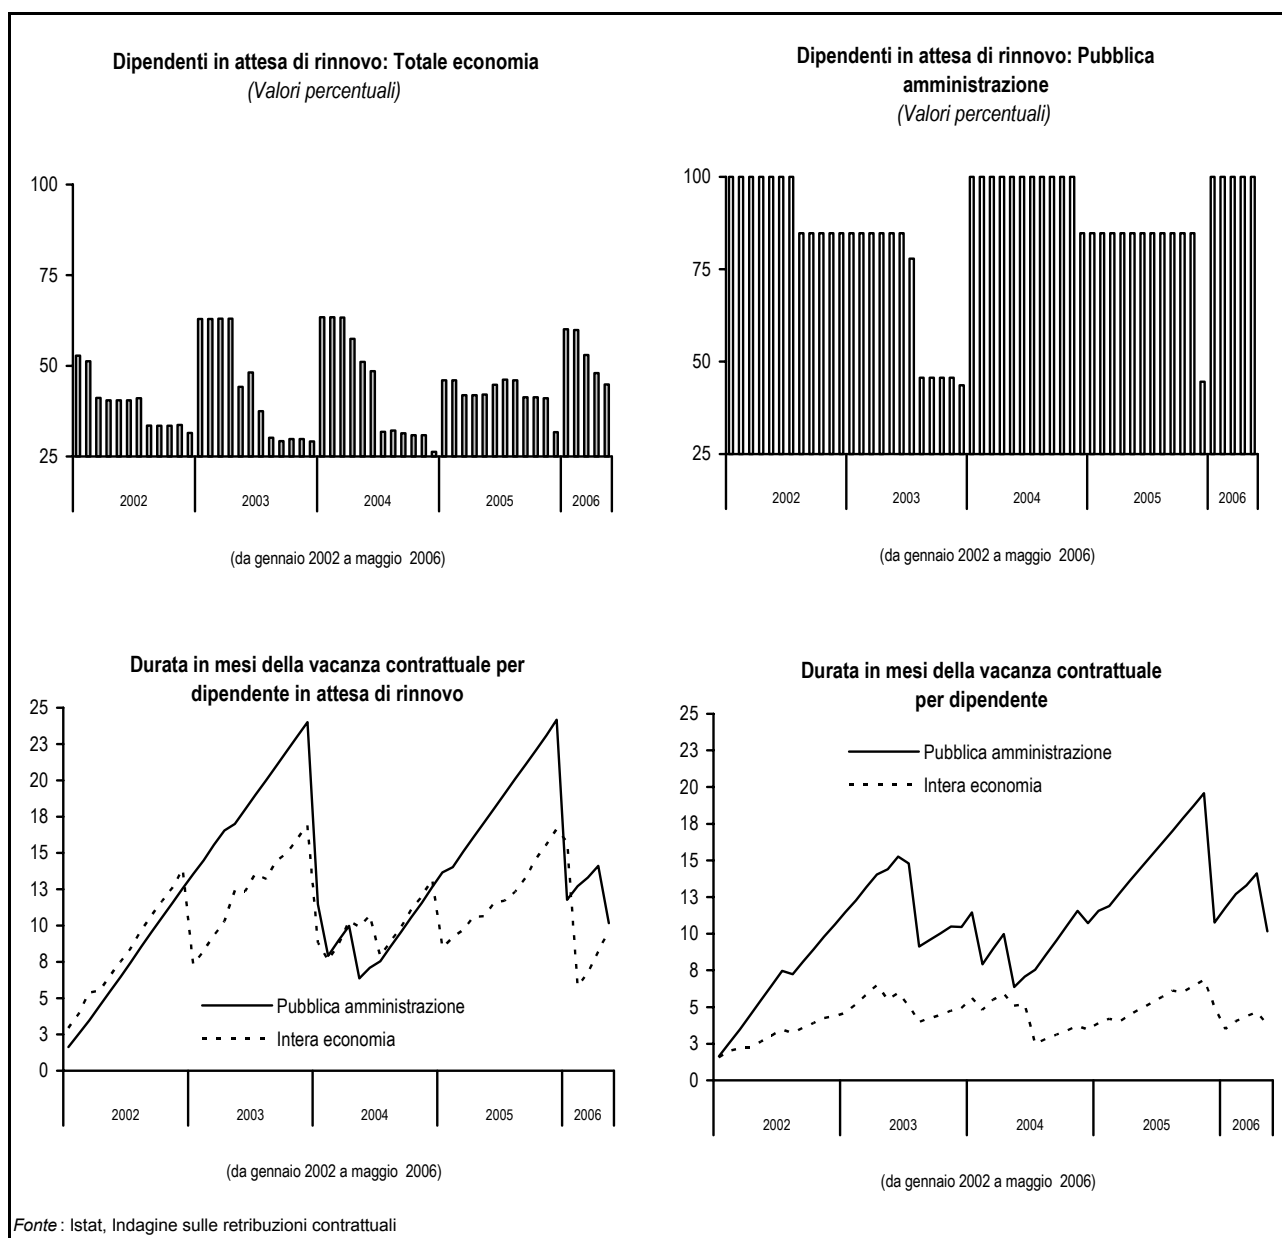 Dipendenti in attesa di rinnovo: Totale economia
(Valori percentuali)
100
75
50
25
2002 2003 2004 2005 2006
(da gennaio 2002 a maggio 2006)
Dipendenti in attesa di rinnovo: Pubblica
amministrazione
(Valori percentuali)
100
75
50
25
2002 2003 2004 2005 2006
(da gennaio 2002 a maggio 2006)
Durata in mesi della vacanza contrattuale per
dipendente in attesa di rinnovo
25
23
20
18
15
13
10
8
5
3
0
Pubblica amministrazione
Intera economia
2002 2003 2004 2005 2006
(da gennaio 2002 a maggio 2006)
Durata in mesi della vacanza contrattuale
per dipendente
25
23
20
18
15
13
10
8
5
3
0
Pubblica amministrazione
Intera economia
2002 2003 2004 2005 2006
(da gennaio 2002 a maggio 2006)
Fonte : Istat, Indagine sulle retribuzioni contrattuali